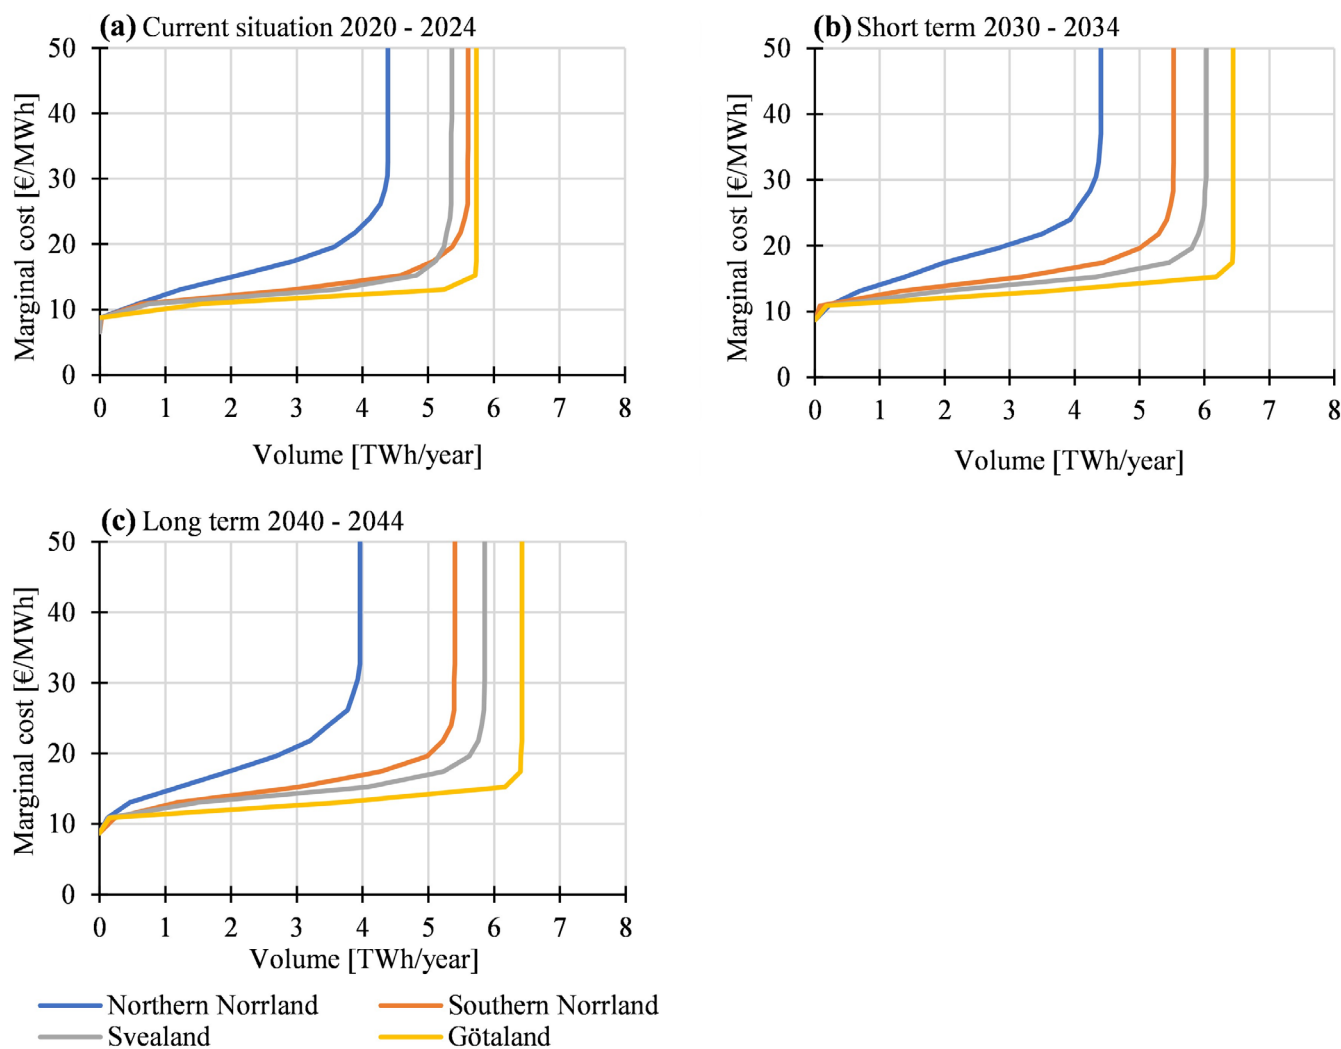 (a) Current situation 2020 - 2024
50
40
30
20
10
0
Marginal cost [€/MWh]
0 1 2 3 4 5 6 7 8
Volume [TWh/year]
(b) Short term 2030 - 2034
50
40
30
20
10
0
Marginal cost [€/MWh]
0 1 2 3 4 5 6 7 8
Volume [TWh/year]
(c) Long term 2040 - 2044
50
40
30
20
10
0
Marginal cost [€/MWh]
0 1 2 3 4 5 6 7 8
Volume [TWh/year]
Northern Norrland Southern Norrland
Svealand Götaland